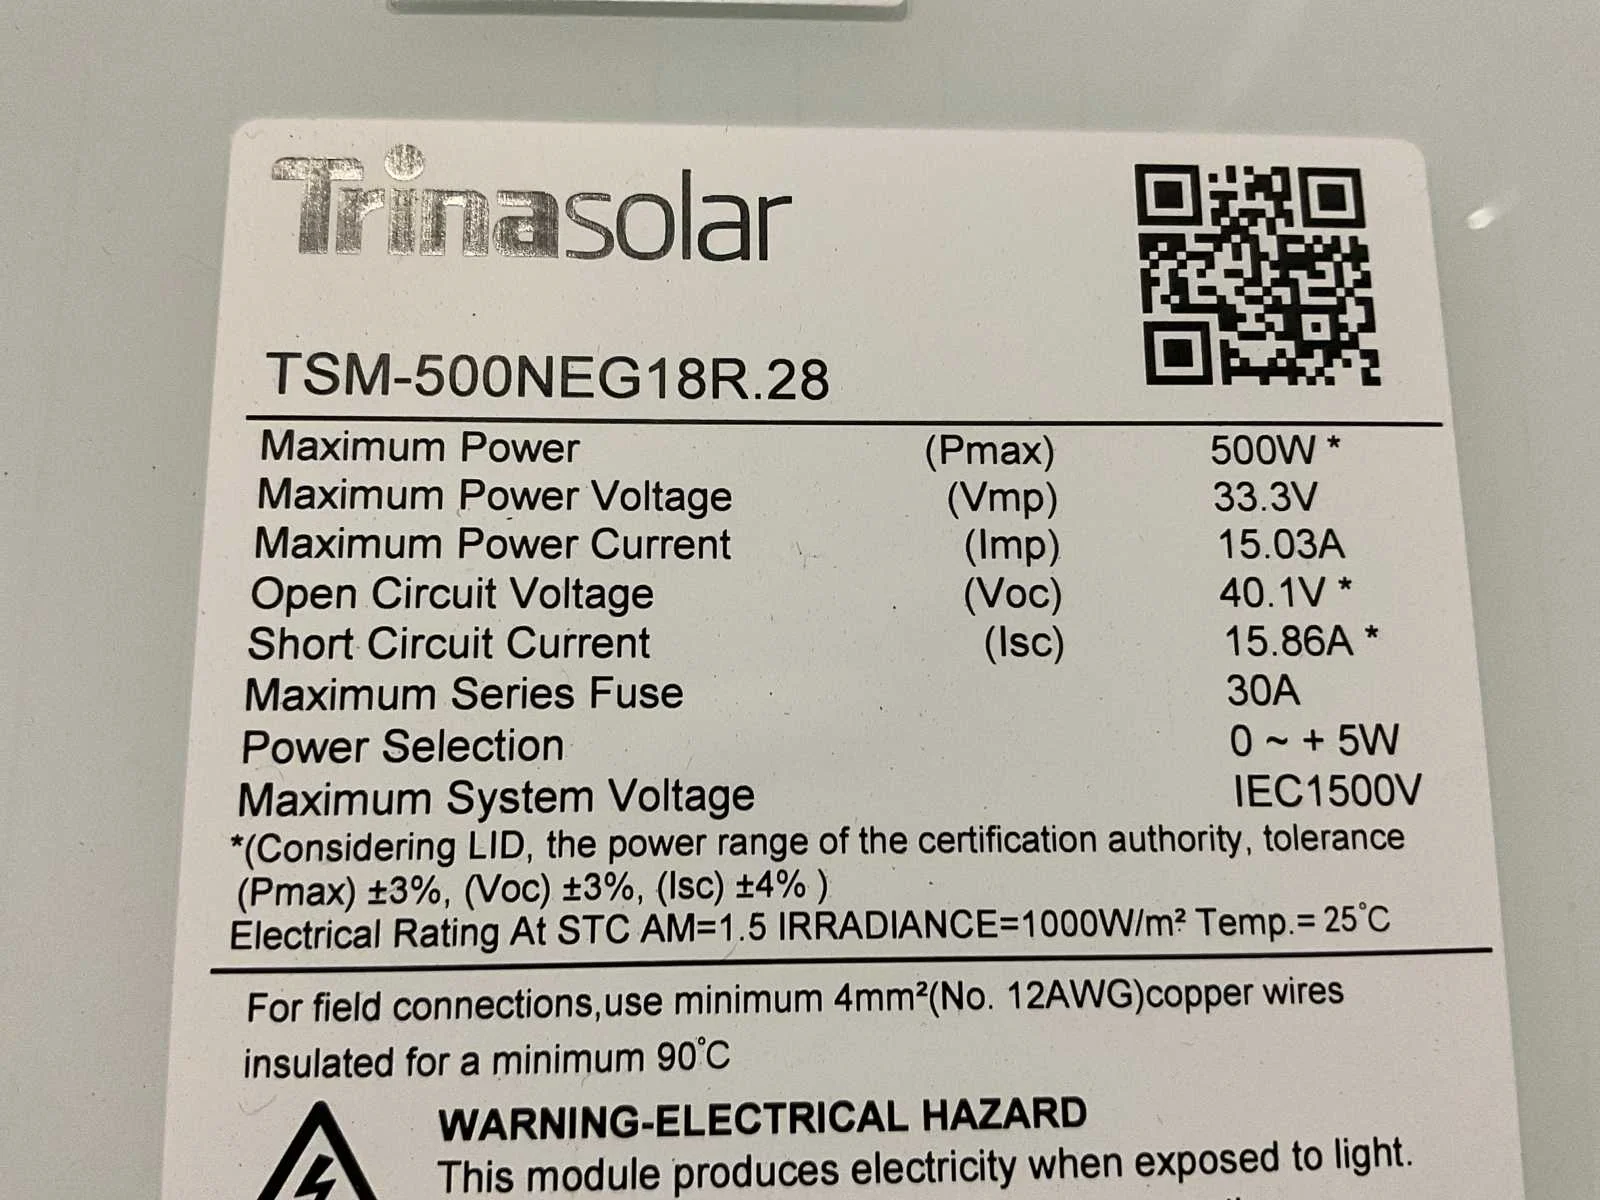 Trinasolar
TSM-500NEG18R.28
Maximum Power (Pmax) 500W *
Maximum Power Voltage (Vmp) 33.3V
Maximum Power Current (Imp) 15.03A
Open Circuit Voltage (Voc) 40.1V *
Short Circuit Current (Isc) 15.86A *
Maximum Series Fuse 30A
Power Selection 0 ~ + 5W
Maximum System Voltage IEC1500V
*(Considering LID, the power range of the certification authority, tolerance
(Pmax) ±3%, (Voc) ±3%, (Isc) ±4% )
Electrical Rating At STC AM=1.5 IRRADIANCE=1000W/m² Temp.= 25°C
For field connections,use minimum 4mm²(No. 12AWG)copper wires
insulated for a minimum 90°C
WARNING-ELECTRICAL HAZARD
This module produces electricity when exposed to light.